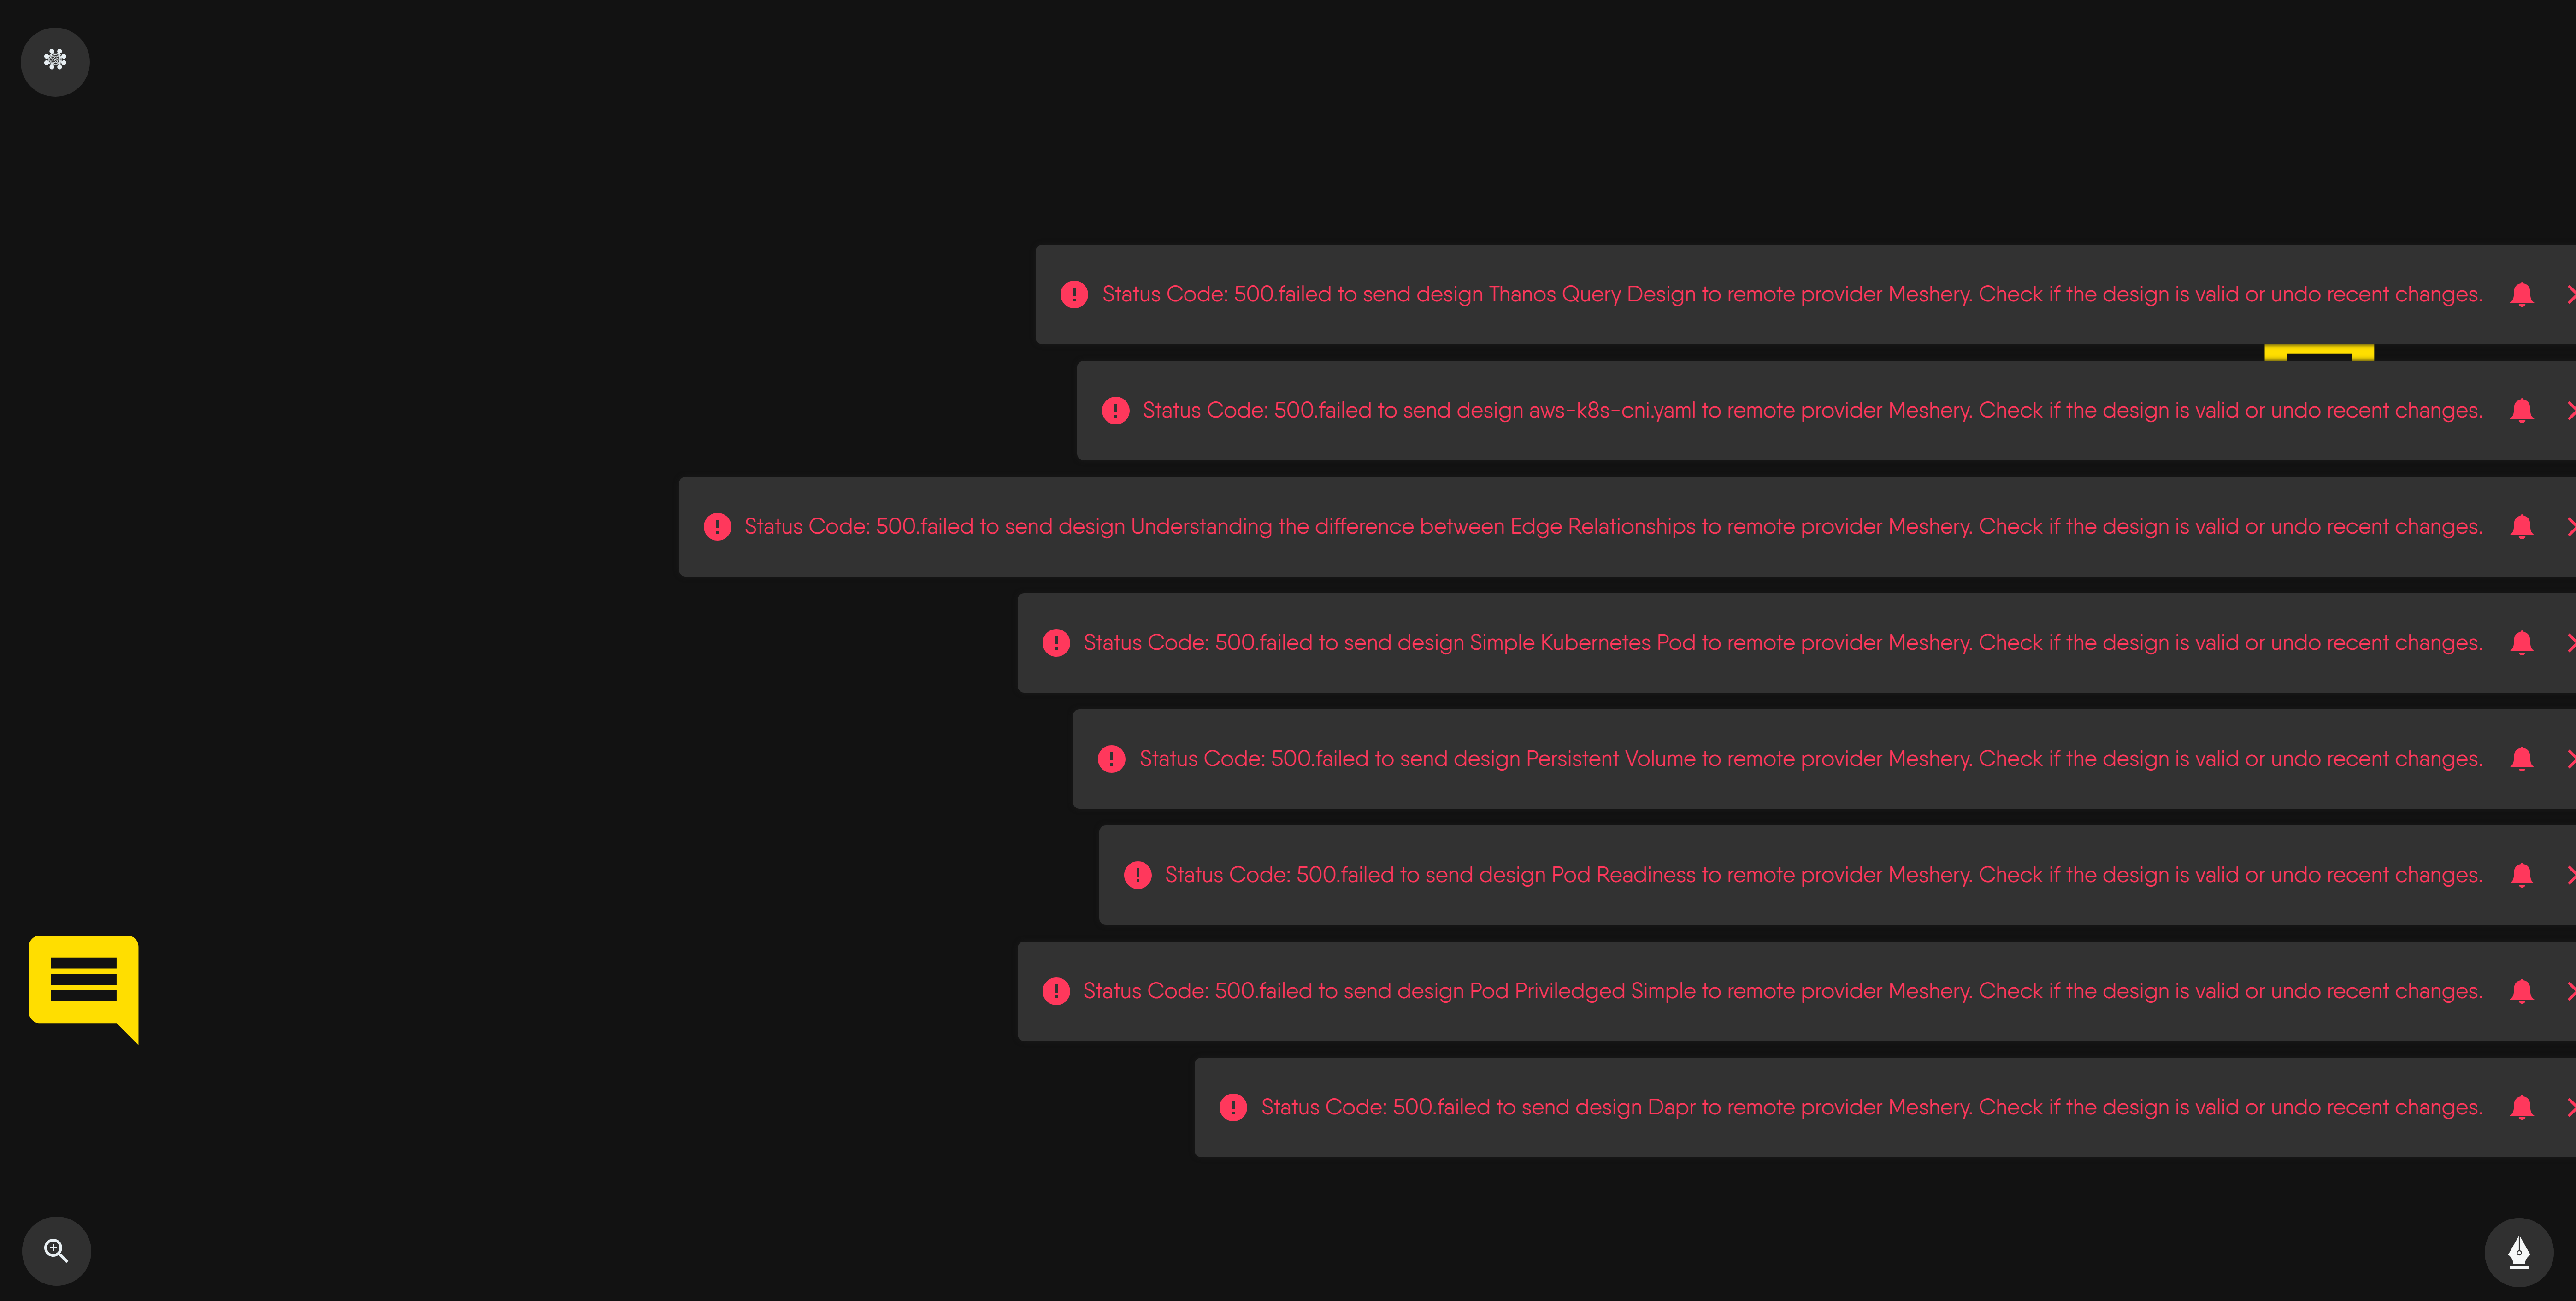 Status Code: 500.failed to send design Thanos Query Design to remote provider Meshery. Check if the design is valid or undo recent changes.
Status Code: 500.failed to send design aws-k8s-cni.yaml to remote provider Meshery. Check if the design is valid or undo recent changes.
Status Code: 500.failed to send design Understanding the difference between Edge Relationships to remote provider Meshery. Check if the design is valid or undo recent changes.
Status Code: 500.failed to send design Simple Kubernetes Pod to remote provider Meshery. Check if the design is valid or undo recent changes.
Status Code: 500.failed to send design Persistent Volume to remote provider Meshery. Check if the design is valid or undo recent changes.
Status Code: 500.failed to send design Pod Readiness to remote provider Meshery. Check if the design is valid or undo recent changes.
Status Code: 500.failed to send design Pod Priviledged Simple to remote provider Meshery. Check if the design is valid or undo recent changes.
Status Code: 500.failed to send design Dapr to remote provider Meshery. Check if the design is valid or undo recent changes.